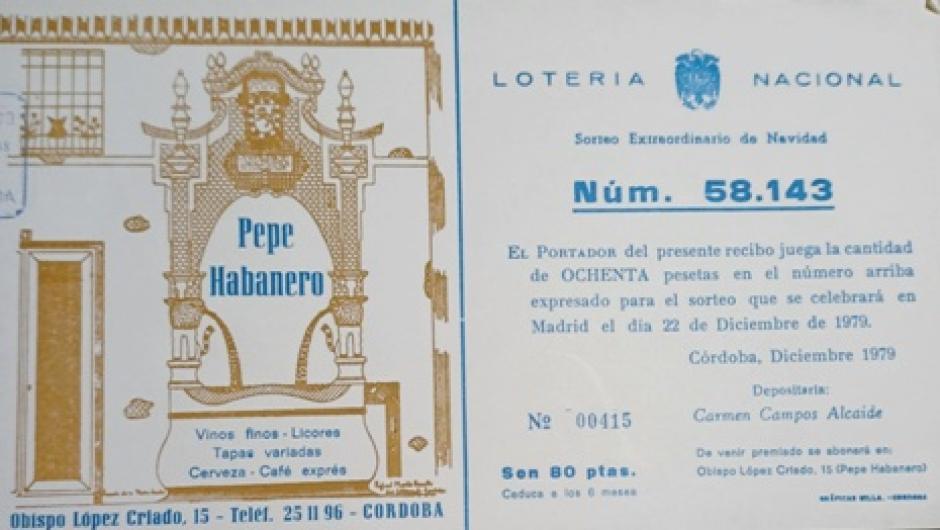 Pepe
Habanero
Vinos finos - Licores
Tapas variadas
Cerveza - Café exprés
Obispo López Criado, 15 - Teléf. 25 11 96 - CORDOBA
LOTERIA NACIONAL
Sorteo Extraordinario de Navidad
Núm. 58.143
EL PORTADOR del presente recibo juega la cantidad
de OCHENTA pesetas en el número arriba
expresado para el sorteo que se celebrará en
Madrid el día 22 de Diciembre de 1979.
Córdoba, Diciembre 1979
Depositaria:
Nº 00415
Carmen Campos Alcaide
De venir premiado se abonará en:
Obispo López Criado, 15 (Pepe Habanero)
Son 80 ptas.
Caduca a los 6 meses
GRÁFICAS VILLA. -CORDOBA